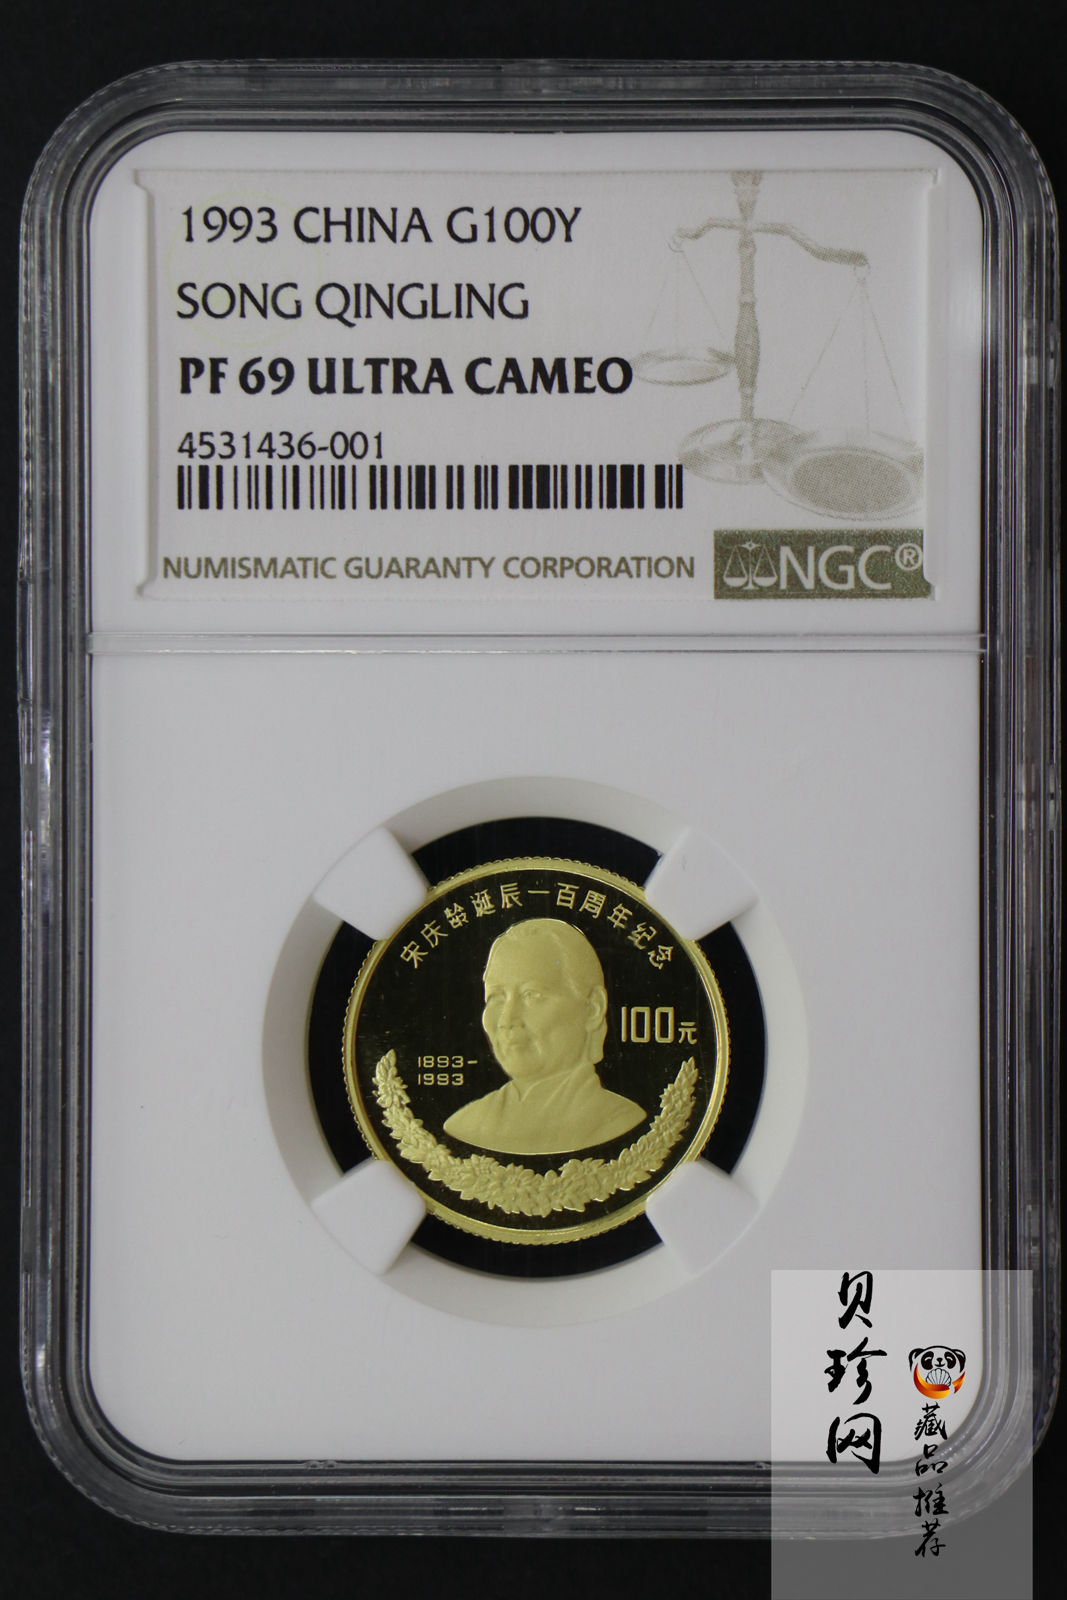 1993 CHINA G100Y
SONG QINGLING
PF 69 ULTRA CAMEO
4531436-001
NUMISMATIC GUARANTY CORPORATION
NGC®
宋庆龄诞辰一百周年纪念
100元
1893-
1993
贝珍网
藏品推荐